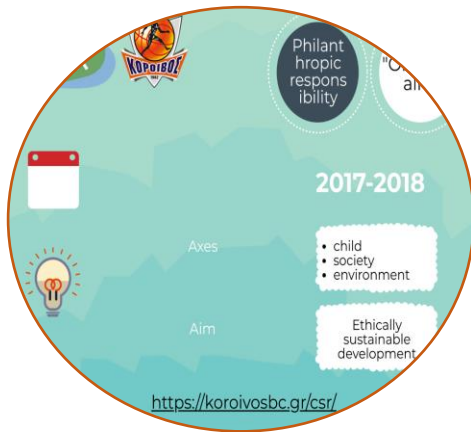 ΚΟΡΟΙΒΟΣ
Philant
hropic
respons
ibility
2017-2018
Axes
• child
• society
• environment
Aim
Ethically
sustainable
development
https://koroivosbc.gr/csr/